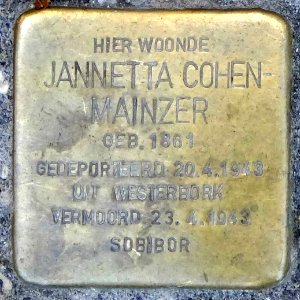 HIER WOONDE
JANNETTA COHEN-
MAINZER
GEB. 1861
GEDEPORTEERD 20.4.1943
UIT WESTERBORK
VERMOORD 23.4.1943
SOBIBOR